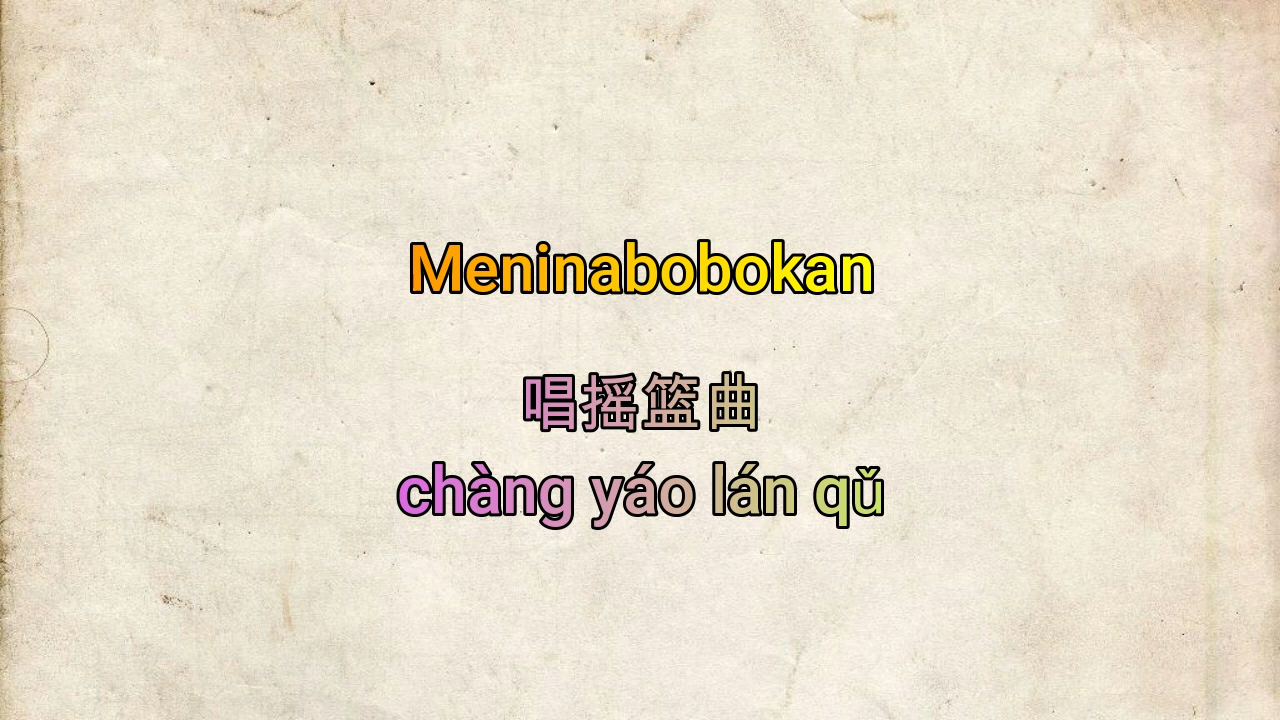 Meninabobokan
唱摇篮曲
chàng yáo lán qǔ